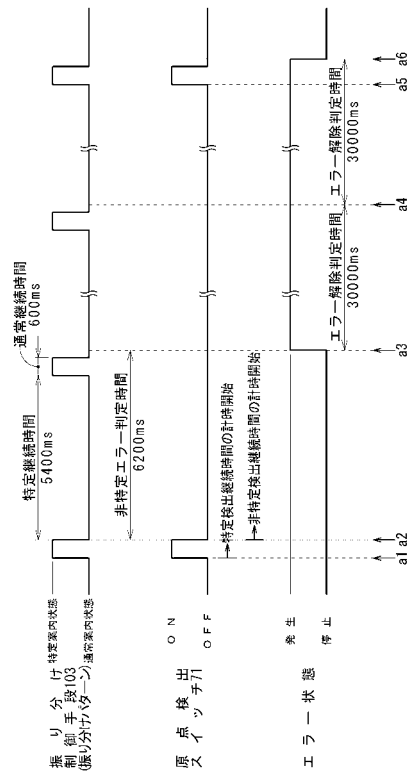 振り分け
制御手段103
(振り分けパターン)
特定案内状態
通常案内状態
特定継続時間
5400ms
通常継続時間
600ms
非特定エラー判定時間
6200ms
原点検出
スイッチ71
ON
OFF
特定検出継続時間の計時開始
非特定検出継続時間の計時開始
エラー状態
発生
停止
エラー解除判定時間
30000ms
エラー解除判定時間
30000ms
a1 a2 a3 a4 a5 a6